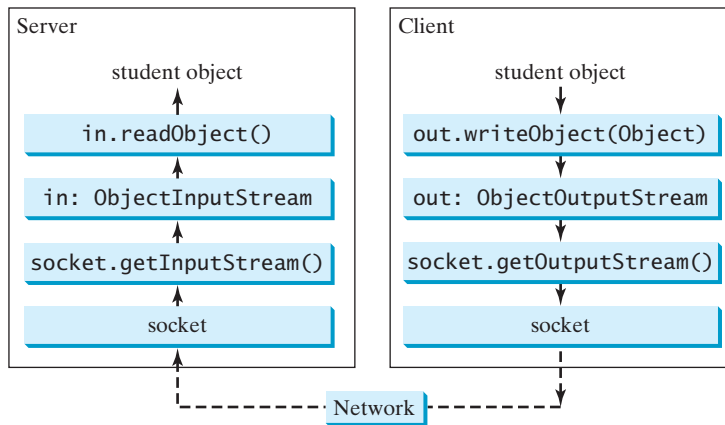 Server
student object
in.readObject()
in: ObjectInputStream
socket.getInputStream()
socket
Client
student object
out.writeObject(Object)
out: ObjectOutputStream
socket.getOutputStream()
socket
Network